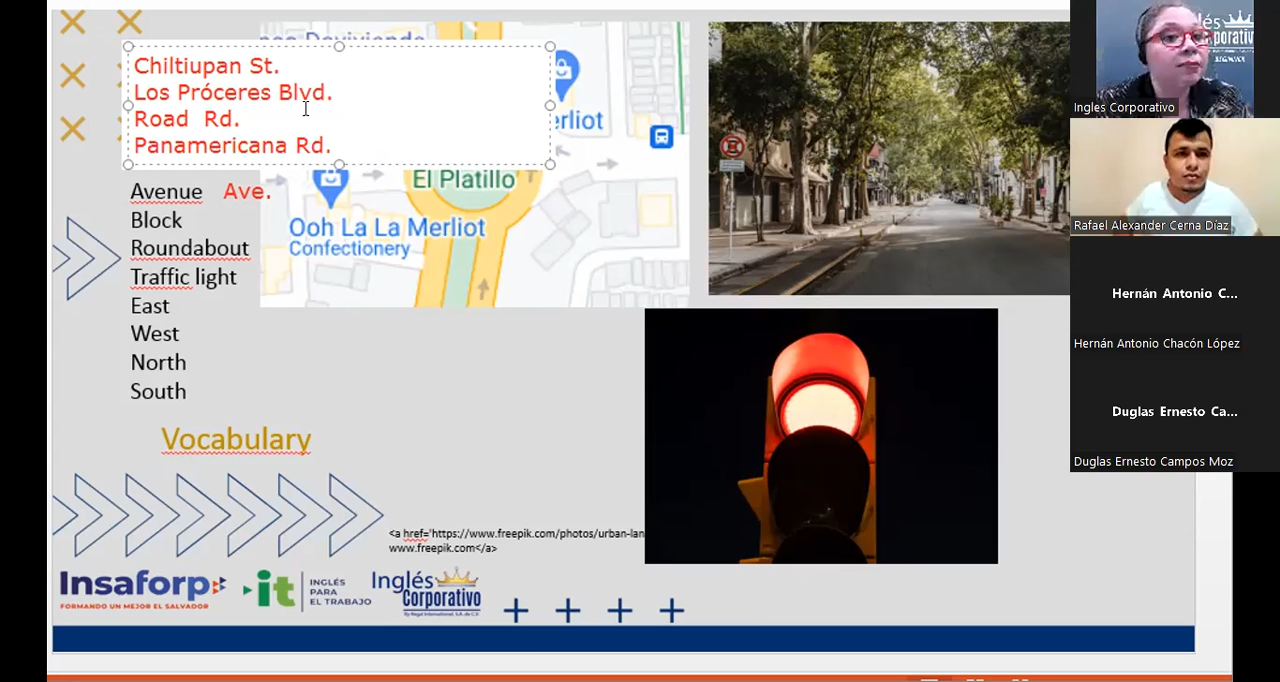 Chiltiupan St.
Los Próceres Blvd.
Road Rd.
Panamericana Rd.
Avenue Ave.
Block
Roundabout
Traffic light
East
West
North
South
Vocabulary
erliot
El Platillo
Ooh La La Merliot
Confectionery
<a href='https://www.freepik.com/photos/urban-lan
www.freepik.com</a>
Insaforp
FORMANDO UN MEJOR EL SALVADOR
it
INGLÉS
PARA
EL TRABAJO
Inglés
Corporativo
Ingles Corporativo
Rafael Alexander Cerna Díaz
Hernán Antonio C...
Hernán Antonio Chacón López
Duglas Ernesto Ca...
Duglas Ernesto Campos Moz